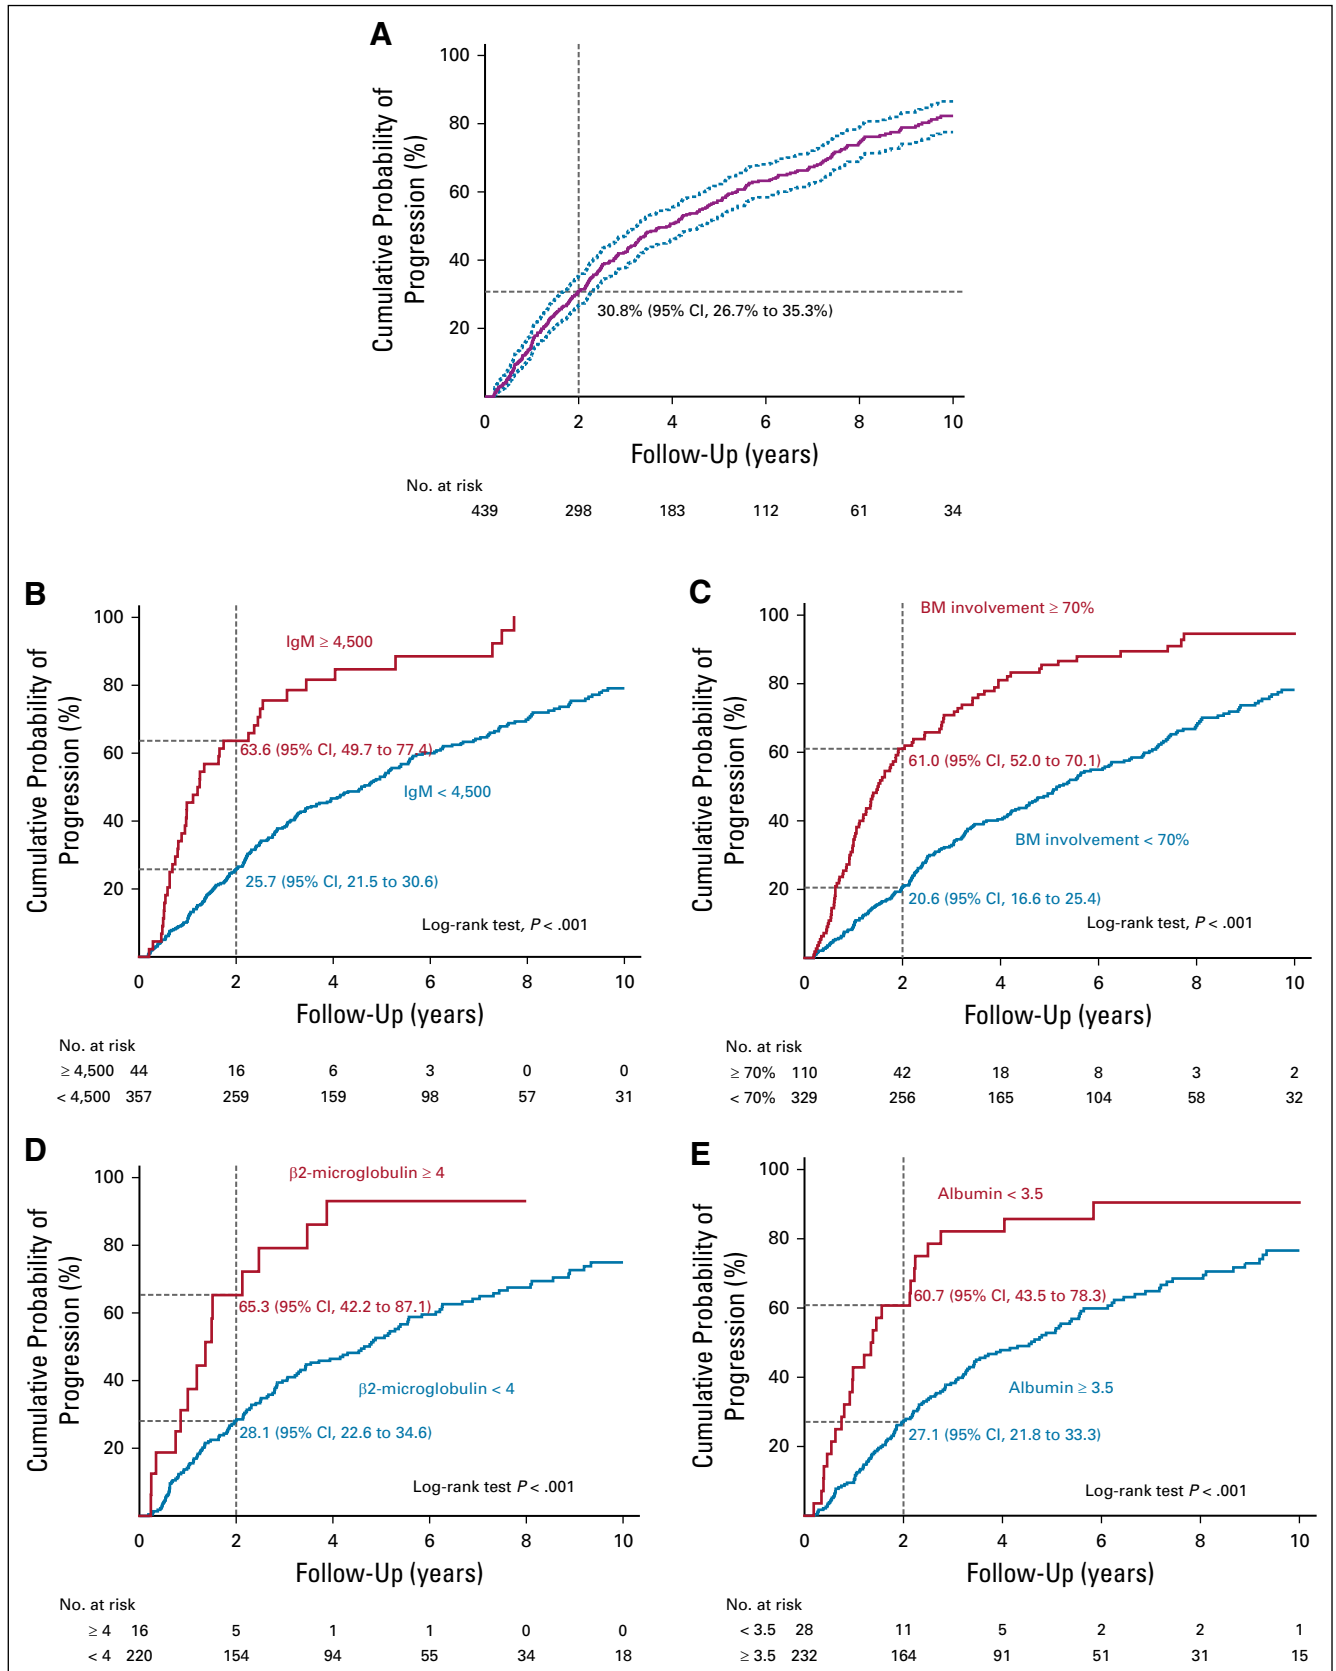 A
Cumulative Probability of
Progression (%)
100
80
60
40
20
30.8% (95% CI, 26.7% to 35.3%)
0 2 4 6 8 10
Follow-Up (years)
No. at risk
439 298 183 112 61 34
B
Cumulative Probability of
Progression (%)
100
80
60
40
20
IgM ≥ 4,500
63.6 (95% CI, 49.7 to 77.4)
IgM < 4,500
25.7 (95% CI, 21.5 to 30.6)
Log-rank test, P < .001
0 2 4 6 8 10
Follow-Up (years)
No. at risk
≥ 4,500 44 16 6 3 0 0
< 4,500 357 259 159 98 57 31
C
Cumulative Probability of
Progression (%)
100
80
60
40
20
BM involvement ≥ 70%
61.0 (95% CI, 52.0 to 70.1)
BM involvement < 70%
20.6 (95% CI, 16.6 to 25.4)
Log-rank test, P < .001
0 2 4 6 8 10
Follow-Up (years)
No. at risk
≥ 70% 110 42 18 8 3 2
< 70% 329 256 165 104 58 32
D
Cumulative Probability of
Progression (%)
100
80
60
40
20
β2-microglobulin ≥ 4
65.3 (95% CI, 42.2 to 87.1)
β2-microglobulin < 4
28.1 (95% CI, 22.6 to 34.6)
Log-rank test P < .001
0 2 4 6 8 10
Follow-Up (years)
No. at risk
≥ 4 16 5 1 1 0 0
< 4 220 154 94 55 34 18
E
Cumulative Probability of
Progression (%)
100
80
60
40
20
Albumin < 3.5
60.7 (95% CI, 43.5 to 78.3)
Albumin ≥ 3.5
27.1 (95% CI, 21.8 to 33.3)
Log-rank test P < .001
0 2 4 6 8 10
Follow-Up (years)
No. at risk
< 3.5 28 11 5 2 2 1
≥ 3.5 232 164 91 51 31 15